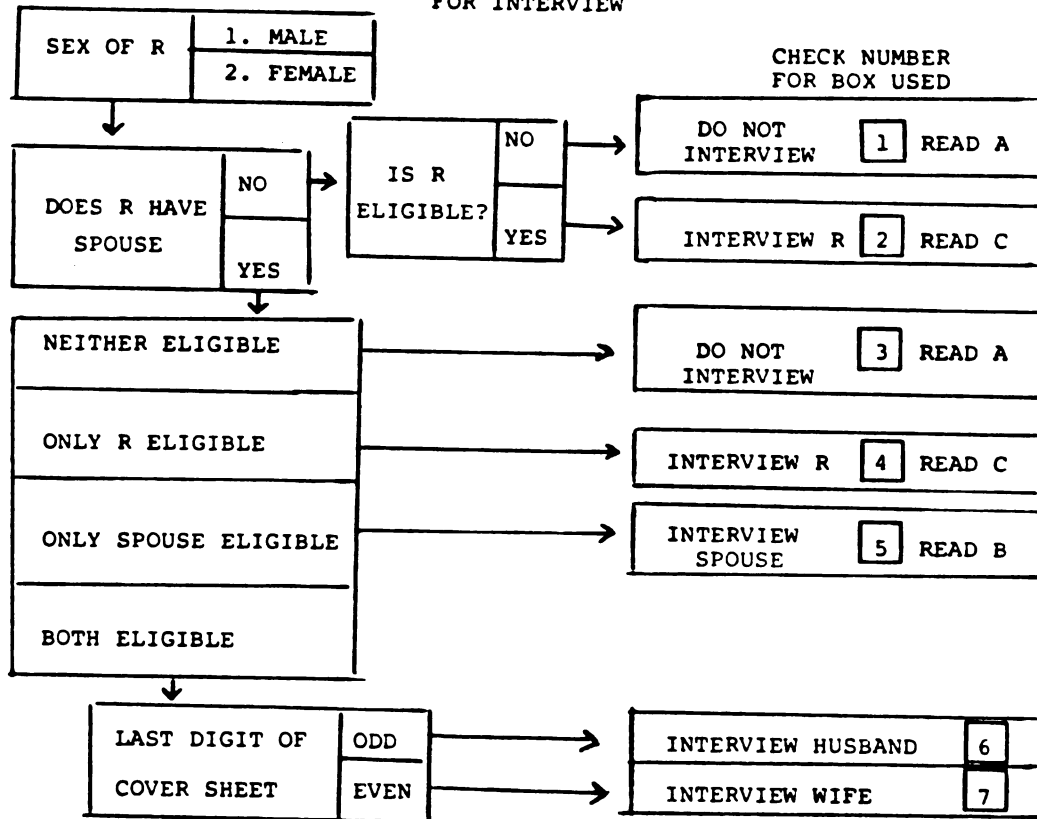 FOR INTERVIEW
SEX OF R
1. MALE
2. FEMALE
CHECK NUMBER
FOR BOX USED
DOES R HAVE
SPOUSE
NO
YES
IS R
ELIGIBLE?
NO
YES
DO NOT
INTERVIEW
1
READ A
INTERVIEW R
2
READ C
NEITHER ELIGIBLE
DO NOT
INTERVIEW
3
READ A
ONLY R ELIGIBLE
INTERVIEW R
4
READ C
ONLY SPOUSE ELIGIBLE
INTERVIEW
SPOUSE
5
READ B
BOTH ELIGIBLE
LAST DIGIT OF
COVER SHEET
ODD
EVEN
INTERVIEW HUSBAND
6
INTERVIEW WIFE
7